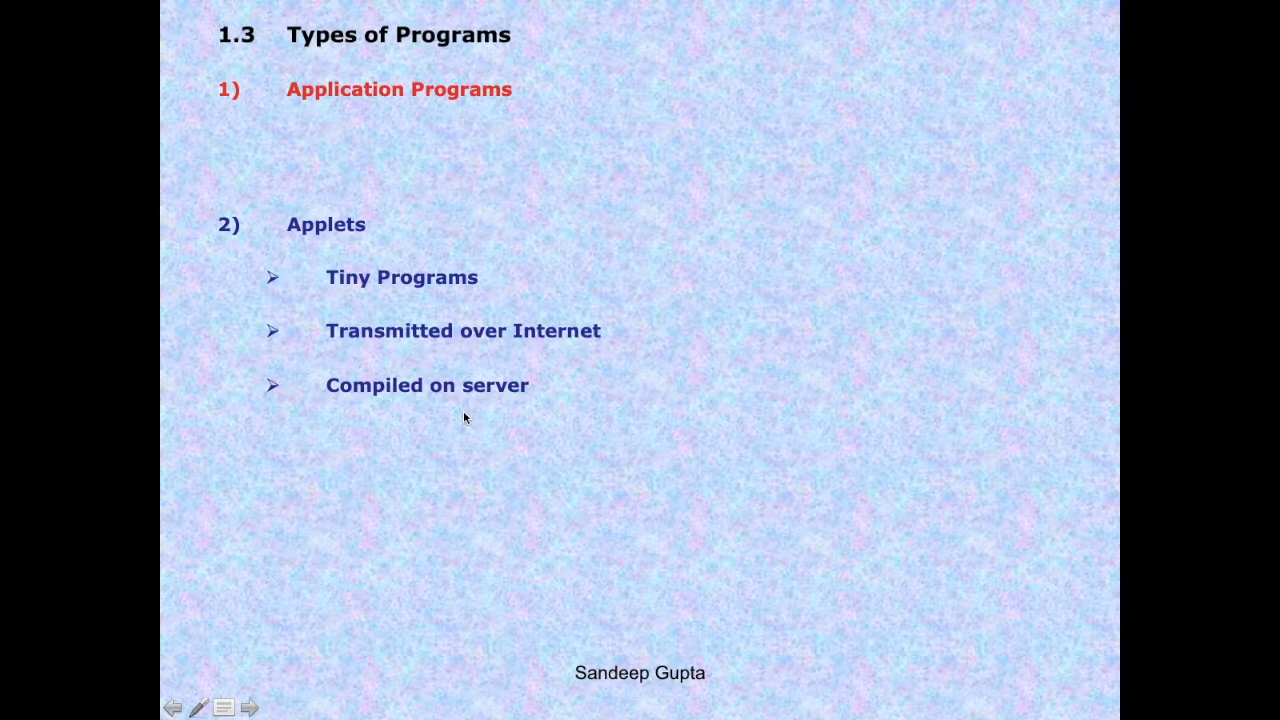 1.3 Types of Programs
1) Application Programs
2) Applets
➢ Tiny Programs
➢ Transmitted over Internet
➢ Compiled on server
Sandeep Gupta